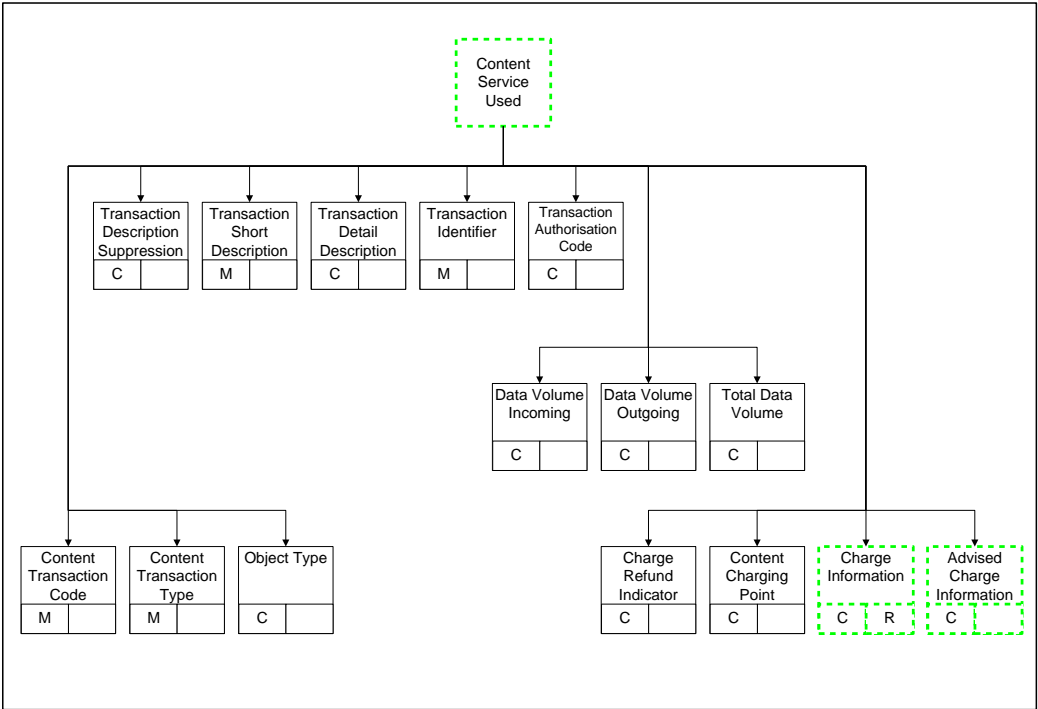 Content
Service
Used
Transaction
Description
Suppression
C
Transaction
Short
Description
M
Transaction
Detail
Description
C
Transaction
Identifier
M
Transaction
Authorisation
Code
C
Data Volume
Incoming
C
Data Volume
Outgoing
C
Total Data
Volume
C
Content
Transaction
Code
M
Content
Transaction
Type
M
Object Type
C
Charge
Refund
Indicator
C
Content
Charging
Point
C
Charge
Information
C R
Advised
Charge
Information
C